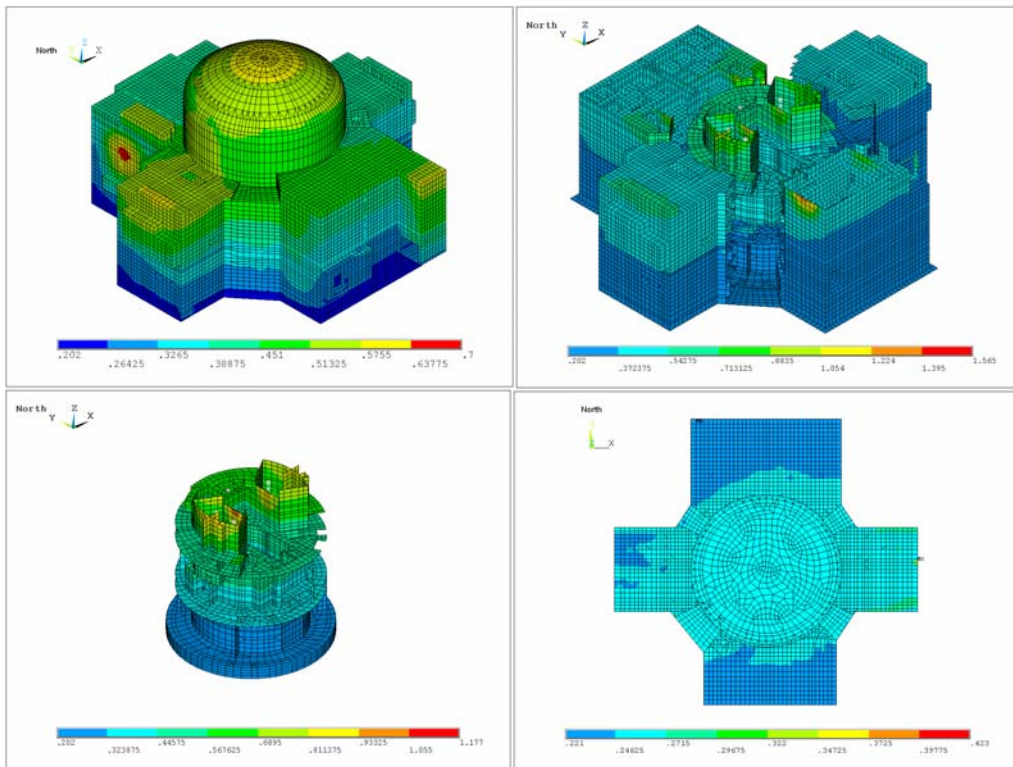 North
Y Z X
.202 .3265 .451 .5755 .7
.26425 .38875 .51325 .63775
North
Y Z X
.202 .54275 .8835 1.224 1.565
.372375 .713125 1.054 1.395
North
Y Z X
.202 .44575 .6895 .93325 1.177
.323875 .567625 .811375 1.055
North
X
.221 .2715 .322 .3725 .423
.24625 .29675 .34725 .39775